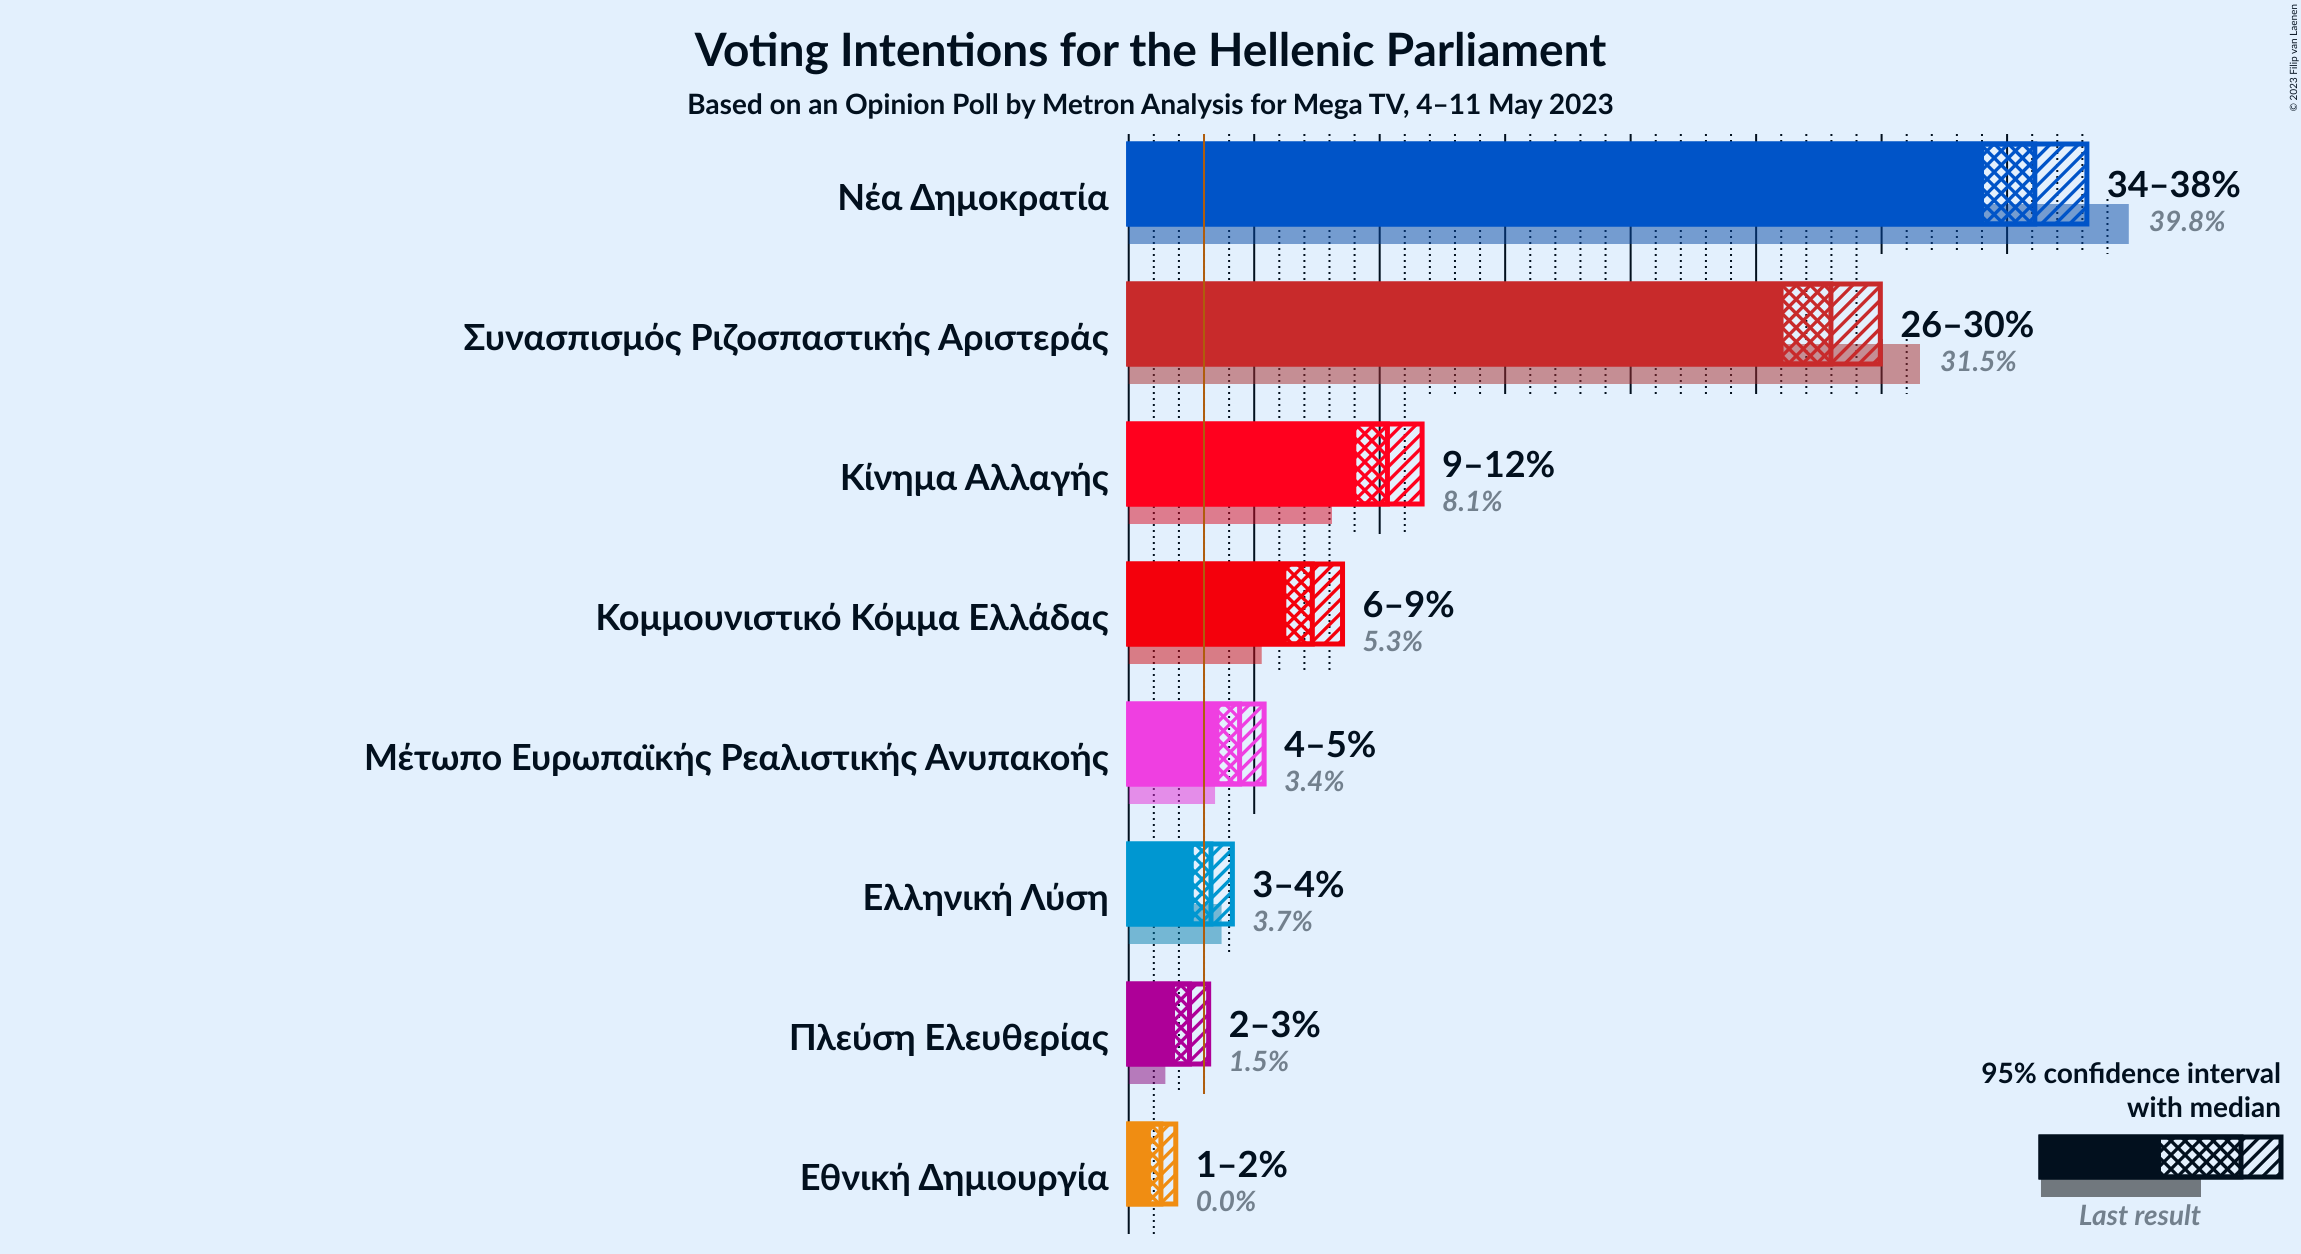 Voting Intentions for the Hellenic Parliament
Based on an Opinion Poll by Metron Analysis for Mega TV, 4–11 May 2023
© 2023 Filip van Laenen
Νέα Δημοκρατία
34–38%
39.8%
Συνασπισμός Ριζοσπαστικής Αριστεράς
26–30%
31.5%
Κίνημα Αλλαγής
9–12%
8.1%
Κομμουνιστικό Κόμμα Ελλάδας
6–9%
5.3%
Μέτωπο Ευρωπαϊκής Ρεαλιστικής Ανυπακοής
4–5%
3.4%
Ελληνική Λύση
3–4%
3.7%
Πλεύση Ελευθερίας
2–3%
1.5%
Εθνική Δημιουργία
1–2%
0.0%
95% confidence interval
with median
Last result